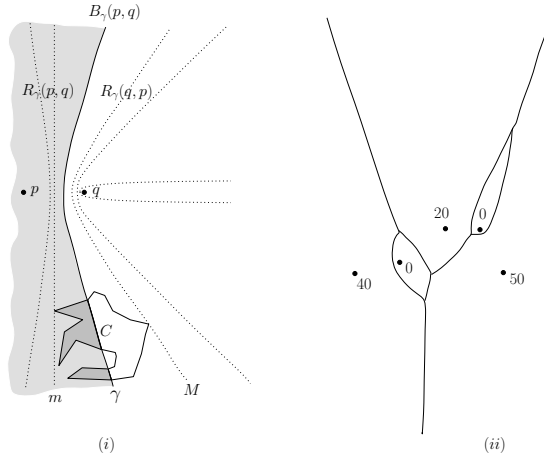 B_γ(p, q)
R_γ(p, q)
R_γ(q, p)
p
q
C
m
γ
M
(i)
20
0
0
40
50
(ii)